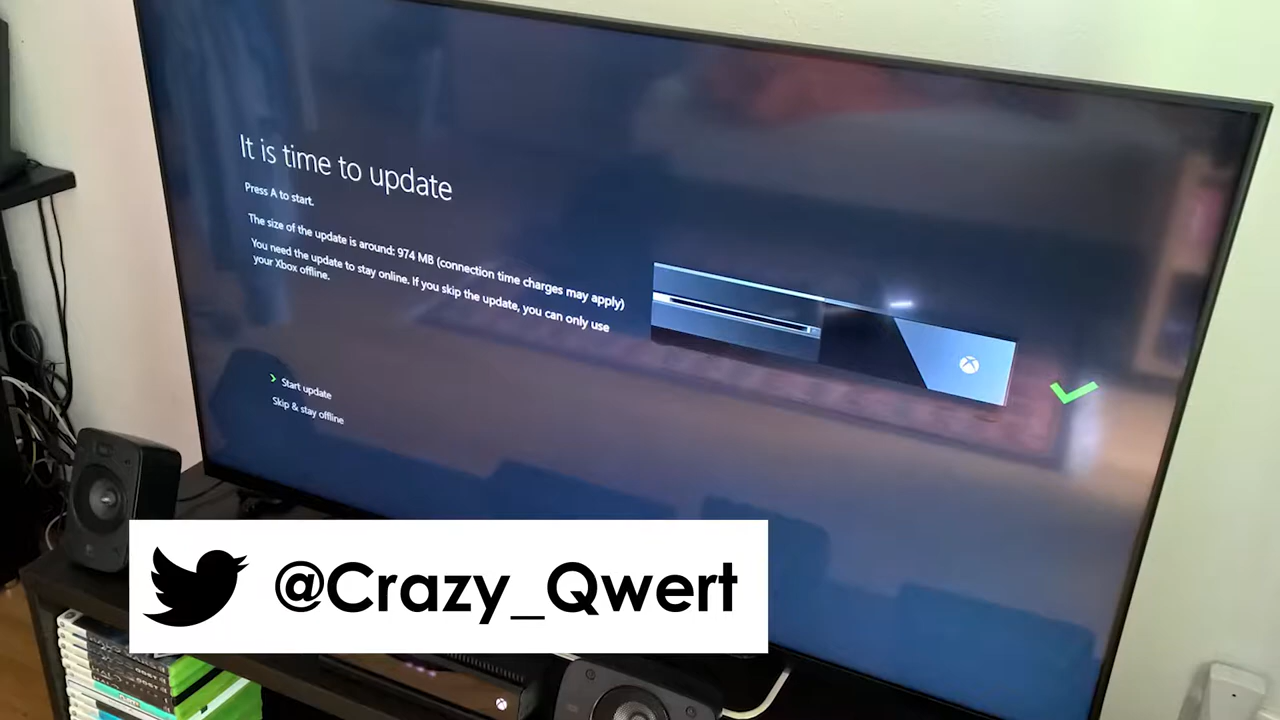 It is time to update
Press A to start.
The size of the update is around: 974 MB (connection time charges may apply)
You need the update to stay online. If you skip the update, you can only use
your Xbox offline.
Start update
Skip & stay offline
@Crazy_Qwert